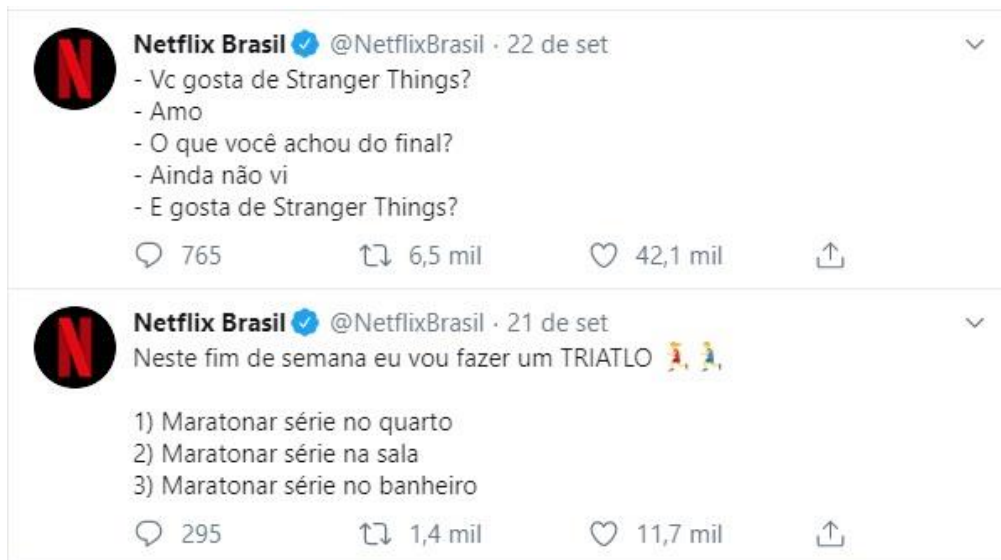 Netflix Brasil @NetflixBrasil · 22 de set
- Vc gosta de Stranger Things?
- Amo
- O que você achou do final?
- Ainda não vi
- E gosta de Stranger Things?
765 6,5 mil 42,1 mil
Netflix Brasil @NetflixBrasil · 21 de set
Neste fim de semana eu vou fazer um TRIATLO 🏃 🏃
1) Maratonar série no quarto
2) Maratonar série na sala
3) Maratonar série no banheiro
295 1,4 mil 11,7 mil